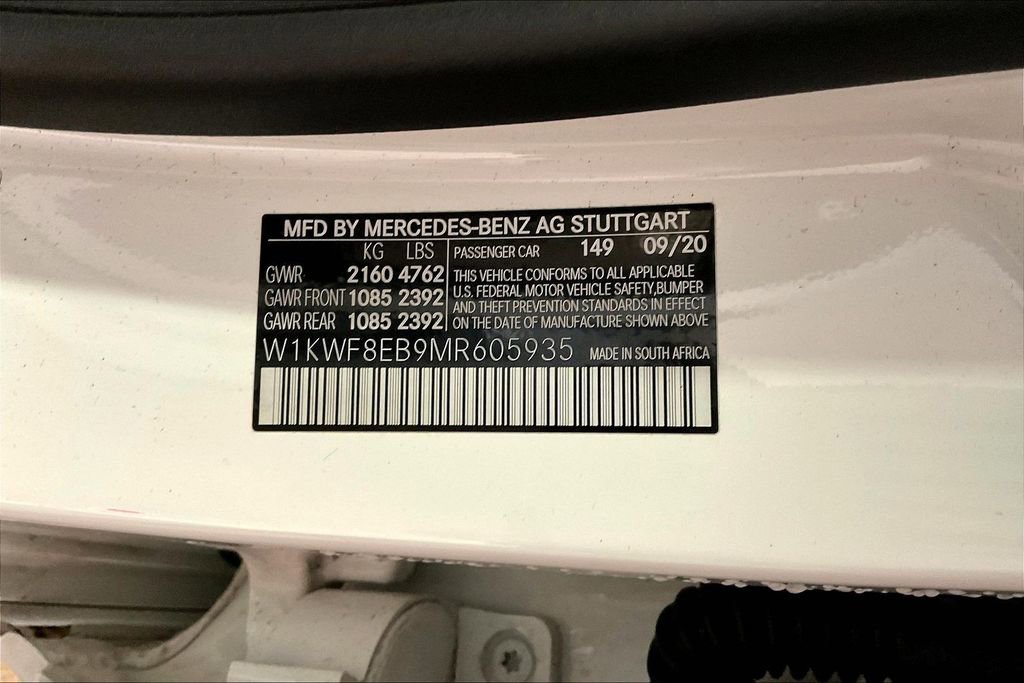 MFD BY MERCEDES-BENZ AG STUTTGART
KG LBS
GVWR 2160 4762
GAWR FRONT 1085 2392
GAWR REAR 1085 2392
PASSENGER CAR 149 09/20
THIS VEHICLE CONFORMS TO ALL APPLICABLE
U.S. FEDERAL MOTOR VEHICLE SAFETY, BUMPER
AND THEFT PREVENTION STANDARDS IN EFFECT
ON THE DATE OF MANUFACTURE SHOWN ABOVE
W1KWF8EB9MR605935 MADE IN SOUTH AFRICA